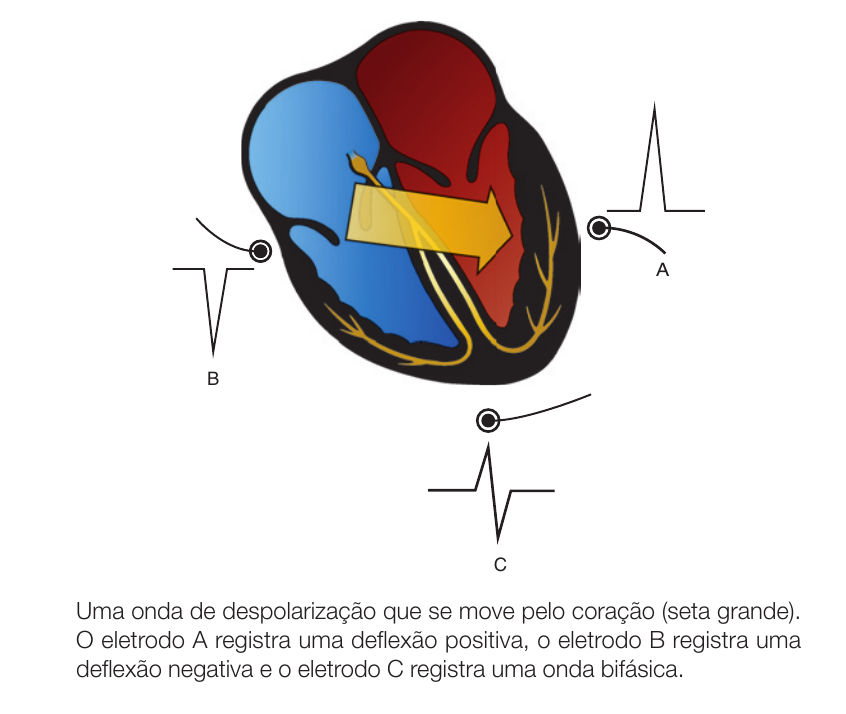 A
B
C
Uma onda de despolarização que se move pelo coração (seta grande).
O eletrodo A registra uma deflexão positiva, o eletrodo B registra uma
deflexão negativa e o eletrodo C registra uma onda bifásica.